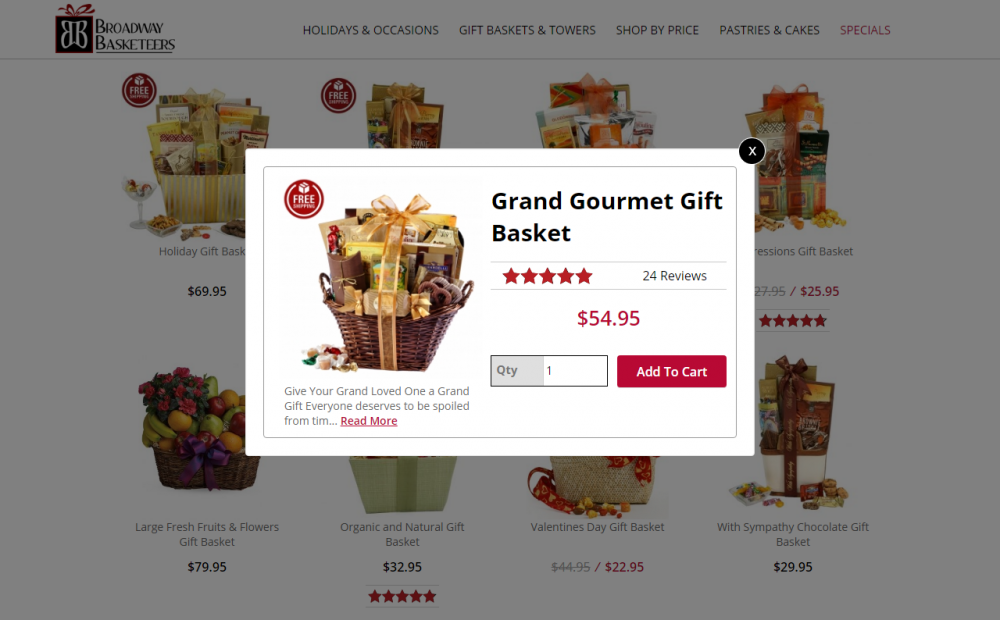 BROADWAY
BASKETEERS
HOLIDAYS & OCCASIONS GIFT BASKETS & TOWERS SHOP BY PRICE PASTRIES & CAKES SPECIALS
FREE
SHIPPING
FREE
SHIPPING
X
FREE
SHIPPING
Grand Gourmet Gift
Basket
24 Reviews
$54.95
Qty 1
Add To Cart
Give Your Grand Loved One a Grand
Gift Everyone deserves to be spoiled
from tim... Read More
Holiday Gift Bask
$69.95
ressions Gift Basket
27.95 / $25.95
Large Fresh Fruits & Flowers
Gift Basket
$79.95
Organic and Natural Gift
Basket
$32.95
Valentines Day Gift Basket
$44.95 / $22.95
With Sympathy Chocolate Gift
Basket
$29.95